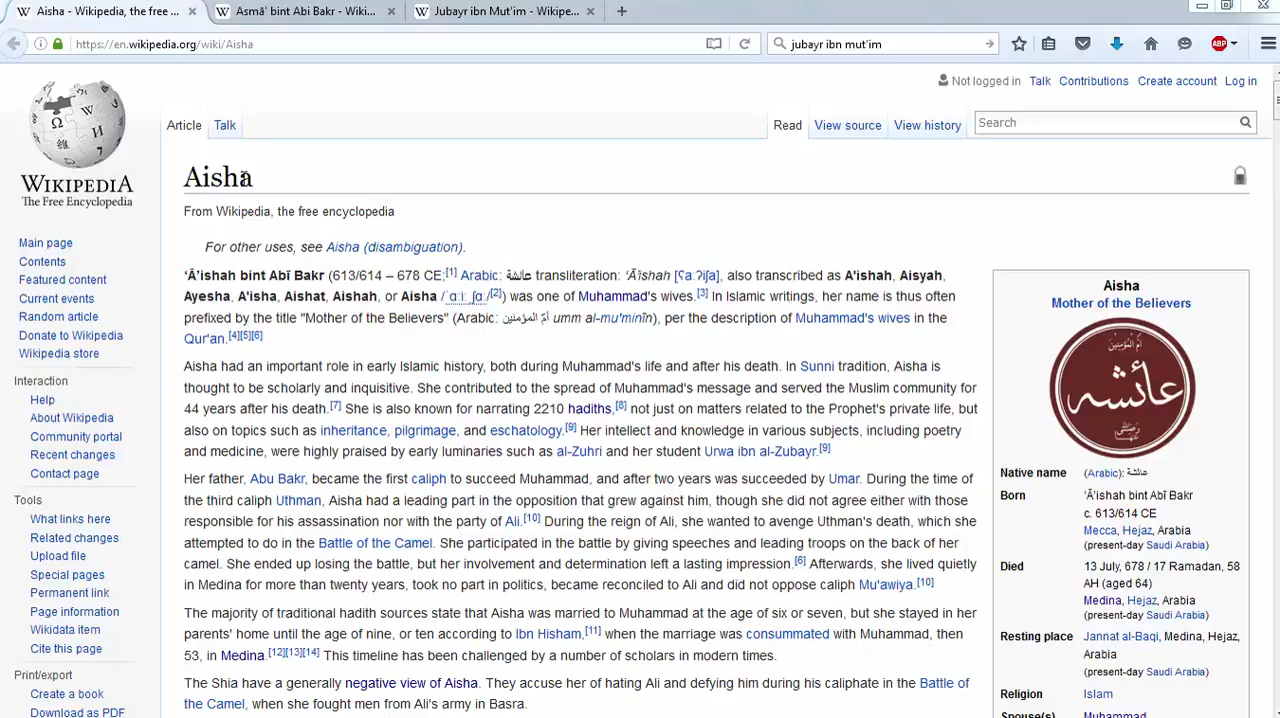 Aisha - Wikipedia, the free ...
Asmā' bint Abi Bakr - Wiki...
Jubayr ibn Mut'im - Wikipe...
https://en.wikipedia.org/wiki/Aisha
jubayr ibn mut'im
ABP
Not logged in Talk Contributions Create account Log in
Article Talk
Read View source View history
Search
WIKIPEDIA
The Free Encyclopedia
Main page
Contents
Featured content
Current events
Random article
Donate to Wikipedia
Wikipedia store
Interaction
Help
About Wikipedia
Community portal
Recent changes
Contact page
Tools
What links here
Related changes
Upload file
Special pages
Permanent link
Page information
Wikidata item
Cite this page
Print/export
Create a book
Download as PDF
Aisha
From Wikipedia, the free encyclopedia
For other uses, see Aisha (disambiguation).
‘Ā’ishah bint Abī Bakr (613/614 – 678 CE;[1] Arabic: عائشة transliteration: ‘Ā’ishah [ʕaːʔiʃa], also transcribed as A'ishah, Aisyah,
Ayesha, A'isha, Aishat, Aishah, or Aisha /ˈɑːiːˌʃɑː/[2]) was one of Muhammad's wives.[3] In Islamic writings, her name is thus often
prefixed by the title "Mother of the Believers" (Arabic: أمّ المؤمنين umm al-mu'minīn), per the description of Muhammad's wives in the
Qur'an.[4][5][6]
Aisha had an important role in early Islamic history, both during Muhammad's life and after his death. In Sunni tradition, Aisha is
thought to be scholarly and inquisitive. She contributed to the spread of Muhammad's message and served the Muslim community for
44 years after his death.[7] She is also known for narrating 2210 hadiths,[8] not just on matters related to the Prophet's private life, but
also on topics such as inheritance, pilgrimage, and eschatology.[9] Her intellect and knowledge in various subjects, including poetry
and medicine, were highly praised by early luminaries such as al-Zuhri and her student Urwa ibn al-Zubayr.[9]
Her father, Abu Bakr, became the first caliph to succeed Muhammad, and after two years was succeeded by Umar. During the time of
the third caliph Uthman, Aisha had a leading part in the opposition that grew against him, though she did not agree either with those
responsible for his assassination nor with the party of Ali.[10] During the reign of Ali, she wanted to avenge Uthman's death, which she
attempted to do in the Battle of the Camel. She participated in the battle by giving speeches and leading troops on the back of her
camel. She ended up losing the battle, but her involvement and determination left a lasting impression.[6] Afterwards, she lived quietly
in Medina for more than twenty years, took no part in politics, became reconciled to Ali and did not oppose caliph Mu'awiya.[10]
The majority of traditional hadith sources state that Aisha was married to Muhammad at the age of six or seven, but she stayed in her
parents' home until the age of nine, or ten according to Ibn Hisham,[11] when the marriage was consummated with Muhammad, then
53, in Medina.[12][13][14] This timeline has been challenged by a number of scholars in modern times.
The Shia have a generally negative view of Aisha. They accuse her of hating Ali and defying him during his caliphate in the Battle of
the Camel, when she fought men from Ali's army in Basra.
Aisha
Mother of the Believers
أم المؤمنين
عائشه
Native name (Arabic): عائشة
Born ‘Ā’ishah bint Abī Bakr
c. 613/614 CE
Mecca, Hejaz, Arabia
(present-day Saudi Arabia)
Died 13 July, 678 / 17 Ramadan, 58
AH (aged 64)
Medina, Hejaz, Arabia
(present-day Saudi Arabia)
Resting place Jannat al-Baqi, Medina, Hejaz,
Arabia
(present-day Saudi Arabia)
Religion Islam
Spouse(s) Muhammad